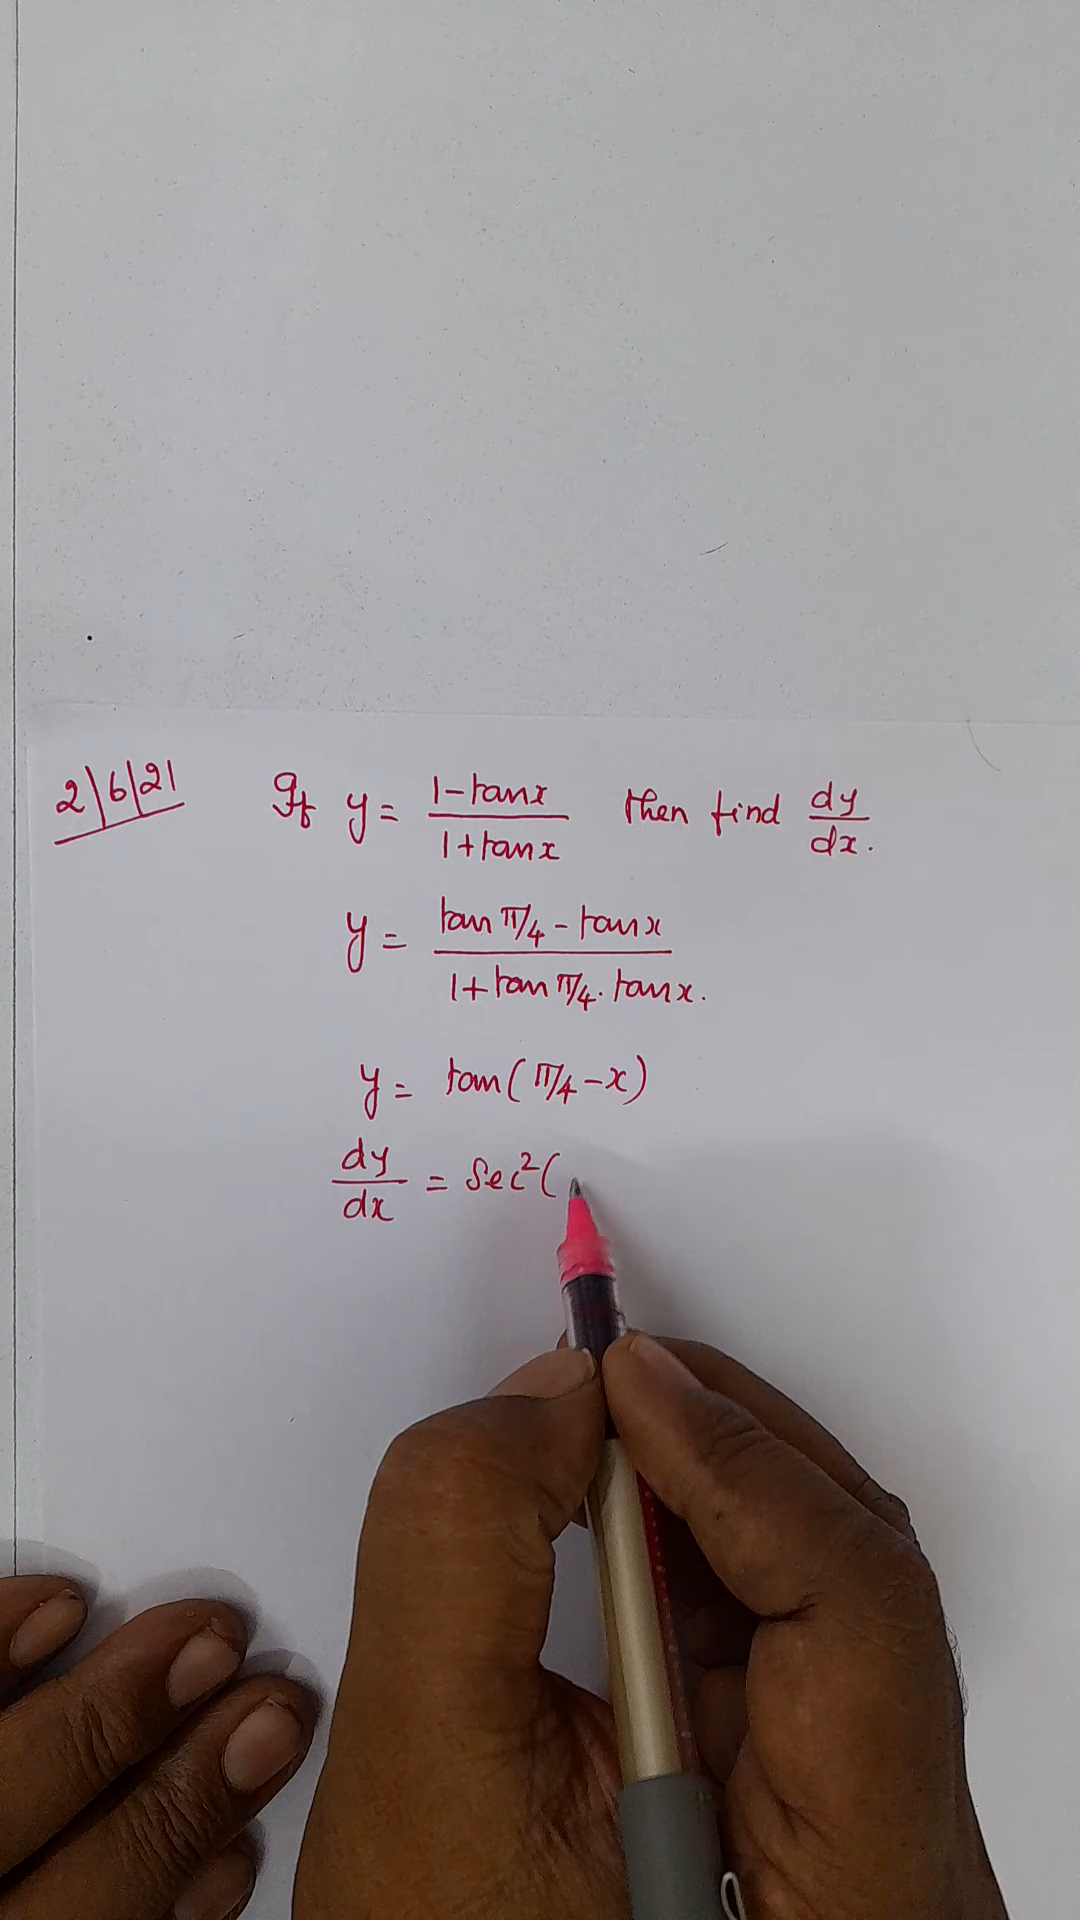 2|6|21 If y = (1-tanx)/(1+tanx) then find dy/dx.
y = (tan π/4 - tanx)/(1+tan π/4 . tanx.)
y = tan(π/4 -x)
dy/dx = Sec²(